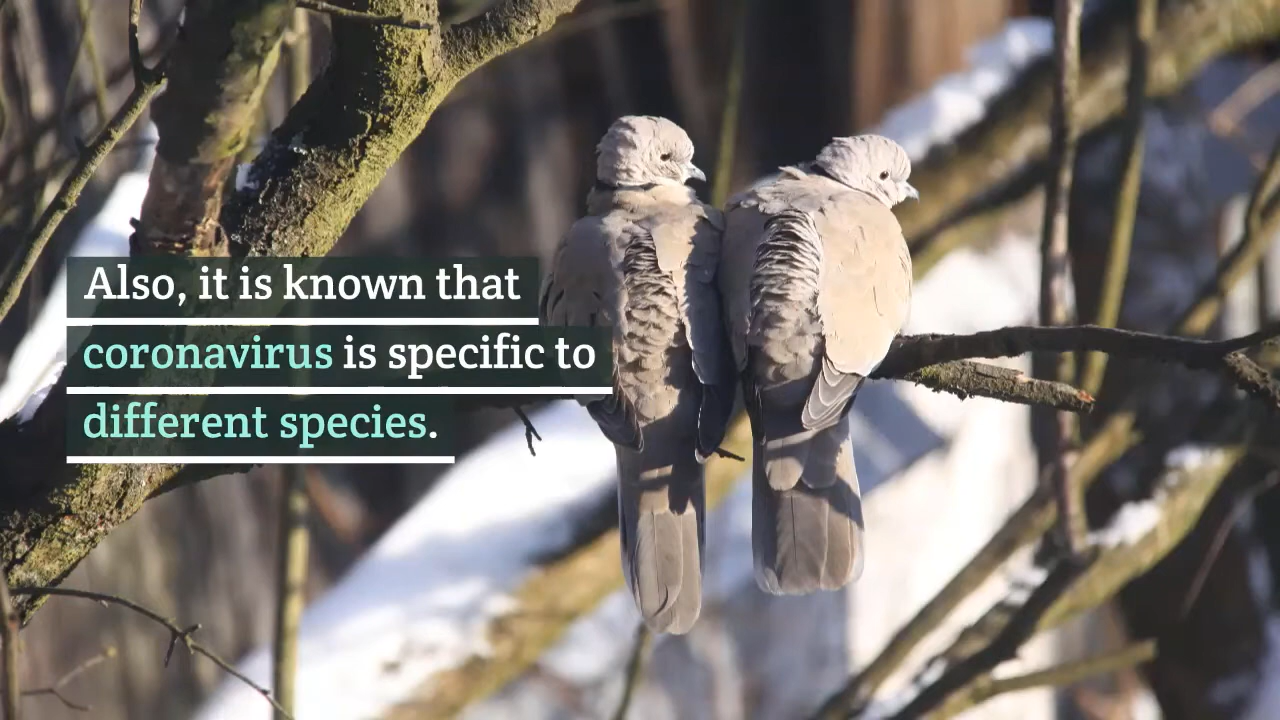 Also, it is known that
coronavirus is specific to
different species.